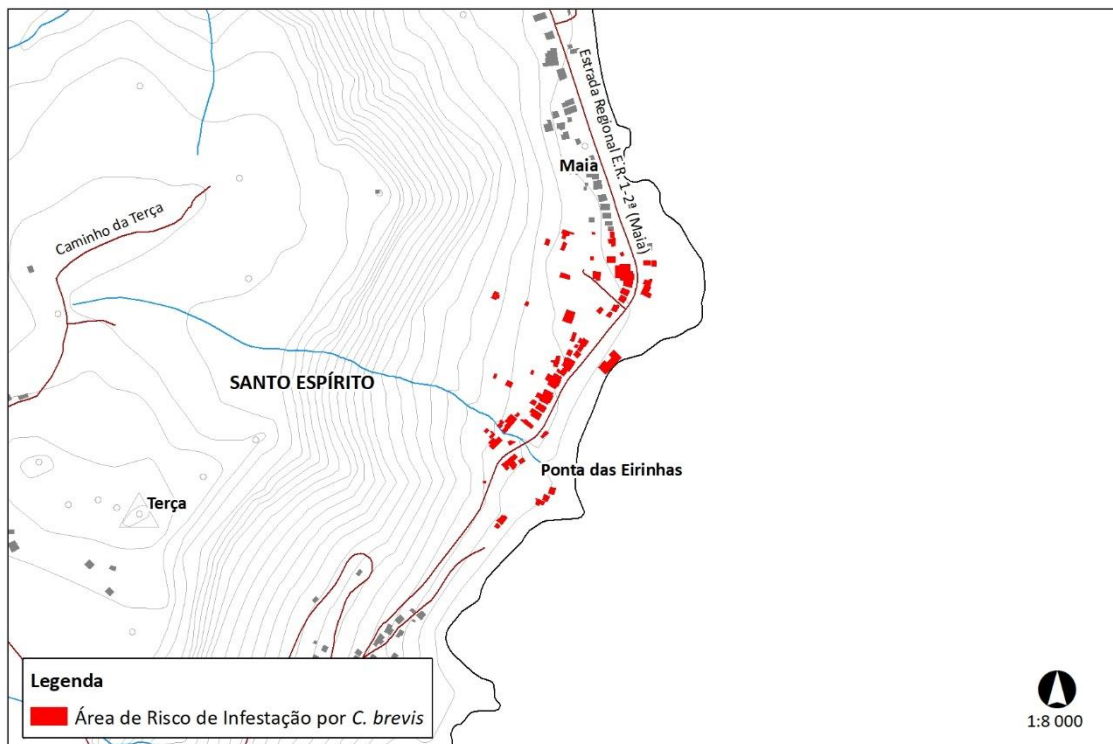 Estrada Regional E.R. 1-2ª (Maia)
Maia
Caminho da Terça
SANTO ESPÍRITO
Ponta das Eirinhas
Terça
Legenda
Área de Risco de Infestação por C. brevis
1:8 000